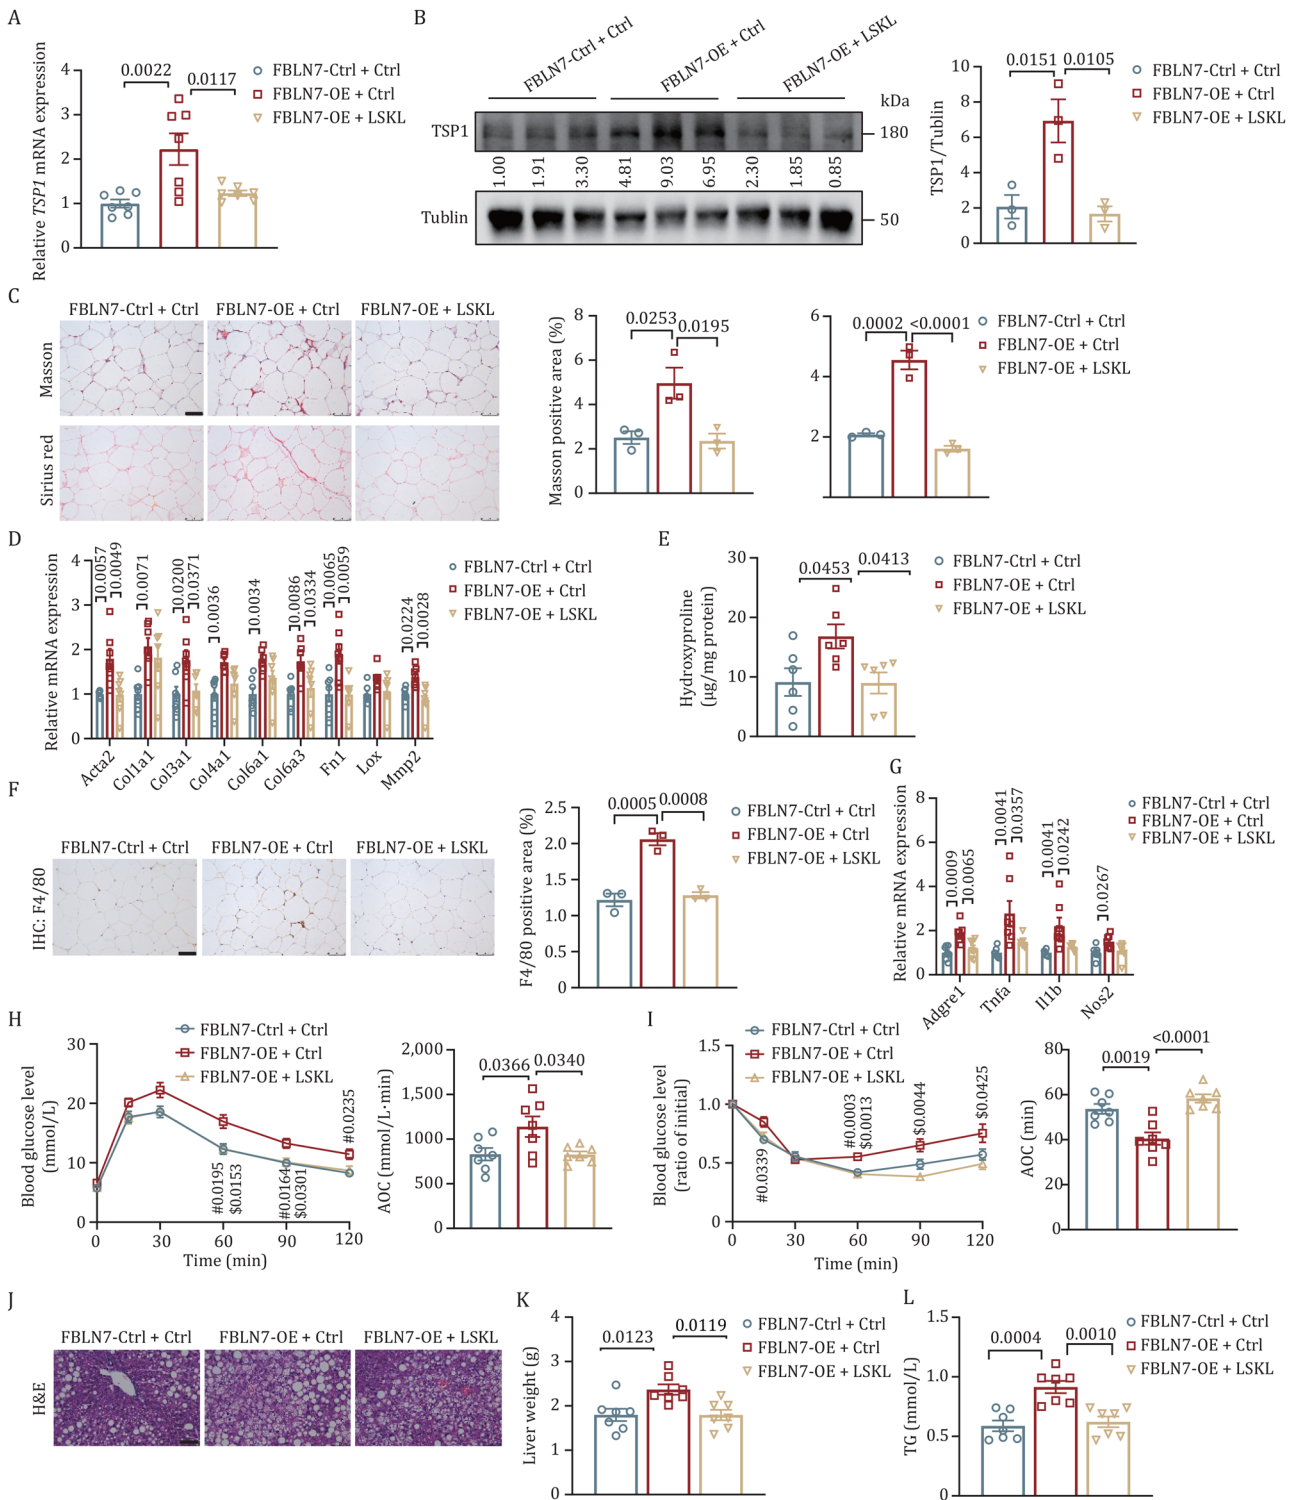 A
Relative TSP1 mRNA expression
4
3
2
1
0
0.0022
0.0117
FBLN7-Ctrl + Ctrl
FBLN7-OE + Ctrl
FBLN7-OE + LSKL
B
FBLN7-Ctrl + Ctrl
FBLN7-OE + Ctrl
FBLN7-OE + LSKL
kDa
TSP1
180
1.00
1.91
3.30
4.81
9.03
6.95
2.30
1.85
0.85
Tublin
50
TSP1/Tublin
10
8
6
4
2
0
0.0151
0.0105
FBLN7-Ctrl + Ctrl
FBLN7-OE + Ctrl
FBLN7-OE + LSKL
C
FBLN7-Ctrl + Ctrl
FBLN7-OE + Ctrl
FBLN7-OE + LSKL
Masson
Sirius red
Masson positive area (%)
8
6
4
2
0
0.0253
0.0195
6
4
2
0.0002
<0.0001
FBLN7-Ctrl + Ctrl
FBLN7-OE + Ctrl
FBLN7-OE + LSKL
D
Relative mRNA expression
4
3
2
1
0
0.0057
0.0049
0.0071
0.0200
0.0371
0.0036
0.0034
0.0086
0.0334
0.0065
0.0059
0.0224
0.0028
Acta2
Col1a1
Col3a1
Col4a1
Col6a1
Col6a3
Fn1
Lox
Mmp2
FBLN7-Ctrl + Ctrl
FBLN7-OE + Ctrl
FBLN7-OE + LSKL
E
Hydroxyproline
(μg/mg protein)
30
20
10
0
0.0453
0.0413
FBLN7-Ctrl + Ctrl
FBLN7-OE + Ctrl
FBLN7-OE + LSKL
F
FBLN7-Ctrl + Ctrl
FBLN7-OE + Ctrl
FBLN7-OE + LSKL
IHC: F4/80
F4/80 positive area (%)
2.5
2.0
1.5
1.0
0.5
0
0.0005
0.0008
FBLN7-Ctrl + Ctrl
FBLN7-OE + Ctrl
FBLN7-OE + LSKL
G
Relative mRNA expression
8
6
4
2
0
0.0009
0.0065
0.0041
0.0357
0.0041
0.0242
0.0267
Adgre1
Tnfa
Il1b
Nos2
FBLN7-Ctrl + Ctrl
FBLN7-OE + Ctrl
FBLN7-OE + LSKL
H
FBLN7-Ctrl + Ctrl
FBLN7-OE + Ctrl
FBLN7-OE + LSKL
Blood glucose level
(mmol/L)
30
20
10
0
#0.0195
$0.0153
#0.0164
$0.0301
#0.0235
0
30
60
90
120
Time (min)
AOC (mmol/L·min)
2,000
1,500
1000
500
0
0.0366
0.0340
I
FBLN7-Ctrl + Ctrl
FBLN7-OE + Ctrl
FBLN7-OE + LSKL
Blood glucose level
(ratio of initial)
1.5
1.0
0.5
0
#0.0339
#0.0003
$0.0013
$0.0044
$0.0425
0
30
60
90
120
Time (min)
AOC (min)
80
60
40
20
0
0.0019
<0.0001
J
FBLN7-Ctrl + Ctrl
FBLN7-OE + Ctrl
FBLN7-OE + LSKL
H&E
K
Liver weight (g)
4
3
2
1
0
0.0123
0.0119
FBLN7-Ctrl + Ctrl
FBLN7-OE + Ctrl
FBLN7-OE + LSKL
L
TG (mmol/L)
1.5
1.0
0.5
0
0.0004
0.0010
FBLN7-Ctrl + Ctrl
FBLN7-OE + Ctrl
FBLN7-OE + LSKL